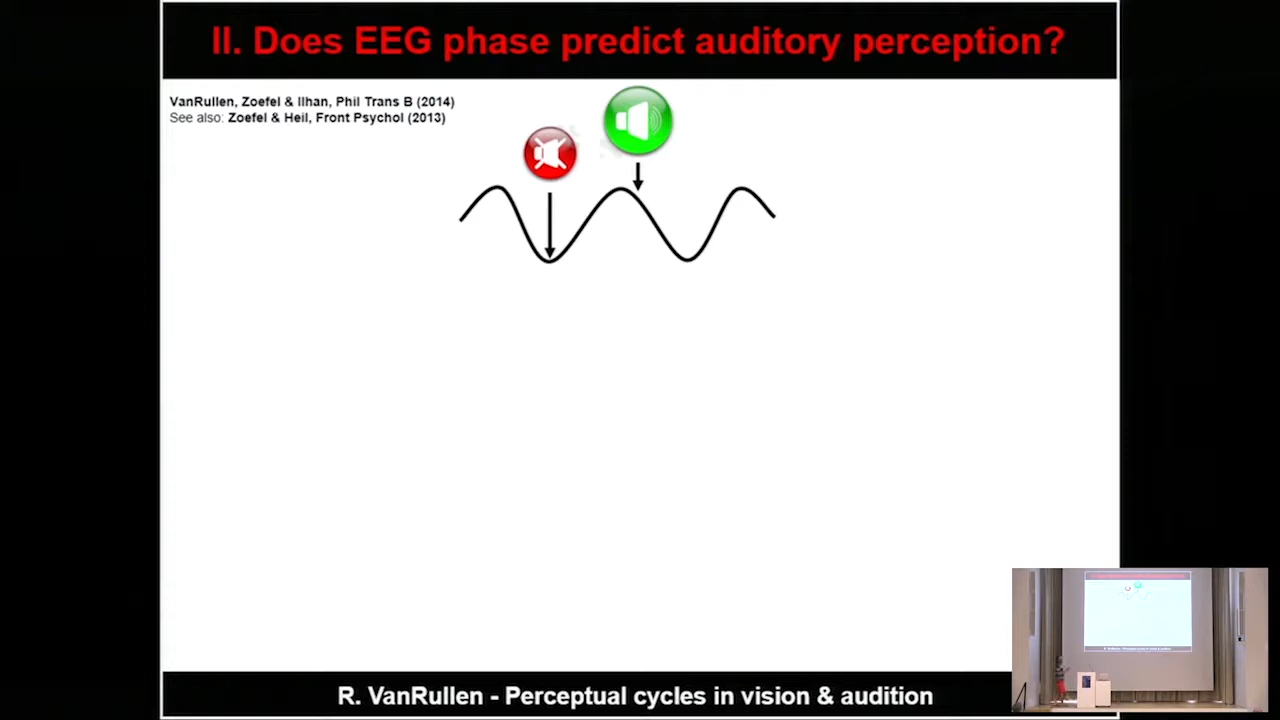 II. Does EEG phase predict auditory perception?
VanRullen, Zoefel & Ilhan, Phil Trans B (2014)
See also: Zoefel & Heil, Front Psychol (2013)
R. VanRullen - Perceptual cycles in vision & audition